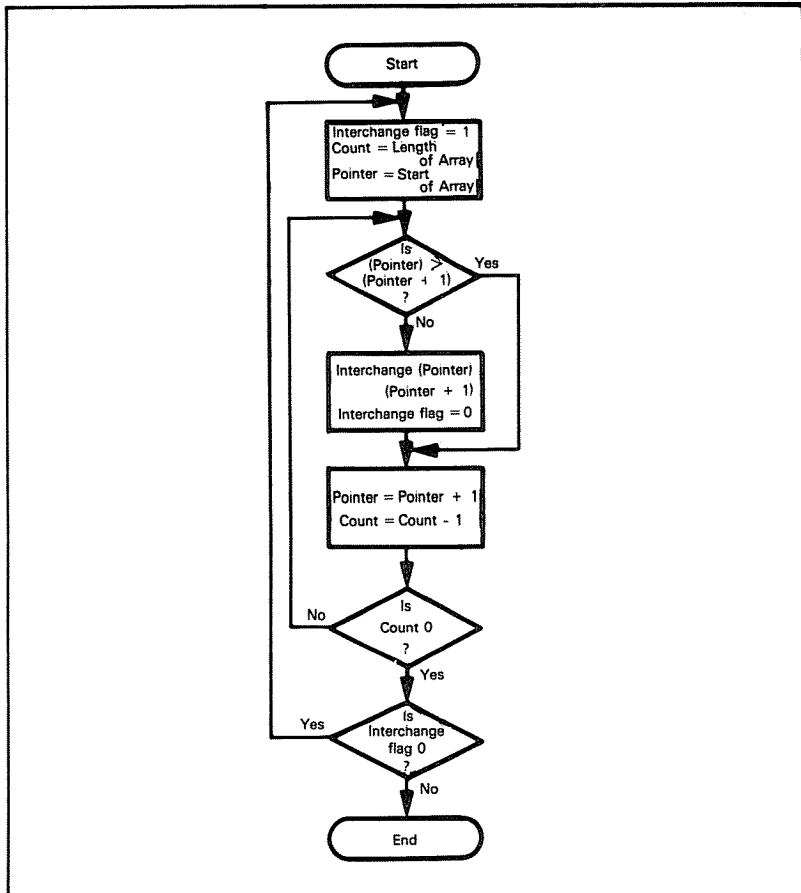 Start
Interchange flag = 1
Count = Length
of Array
Pointer = Start
of Array
Is
(Pointer) >
(Pointer + 1)
?
Yes
No
Interchange (Pointer)
(Pointer + 1)
Interchange flag = 0
Pointer = Pointer + 1
Count = Count - 1
Is
Count 0
?
No
Yes
Is
Interchange
flag 0
?
Yes
No
End